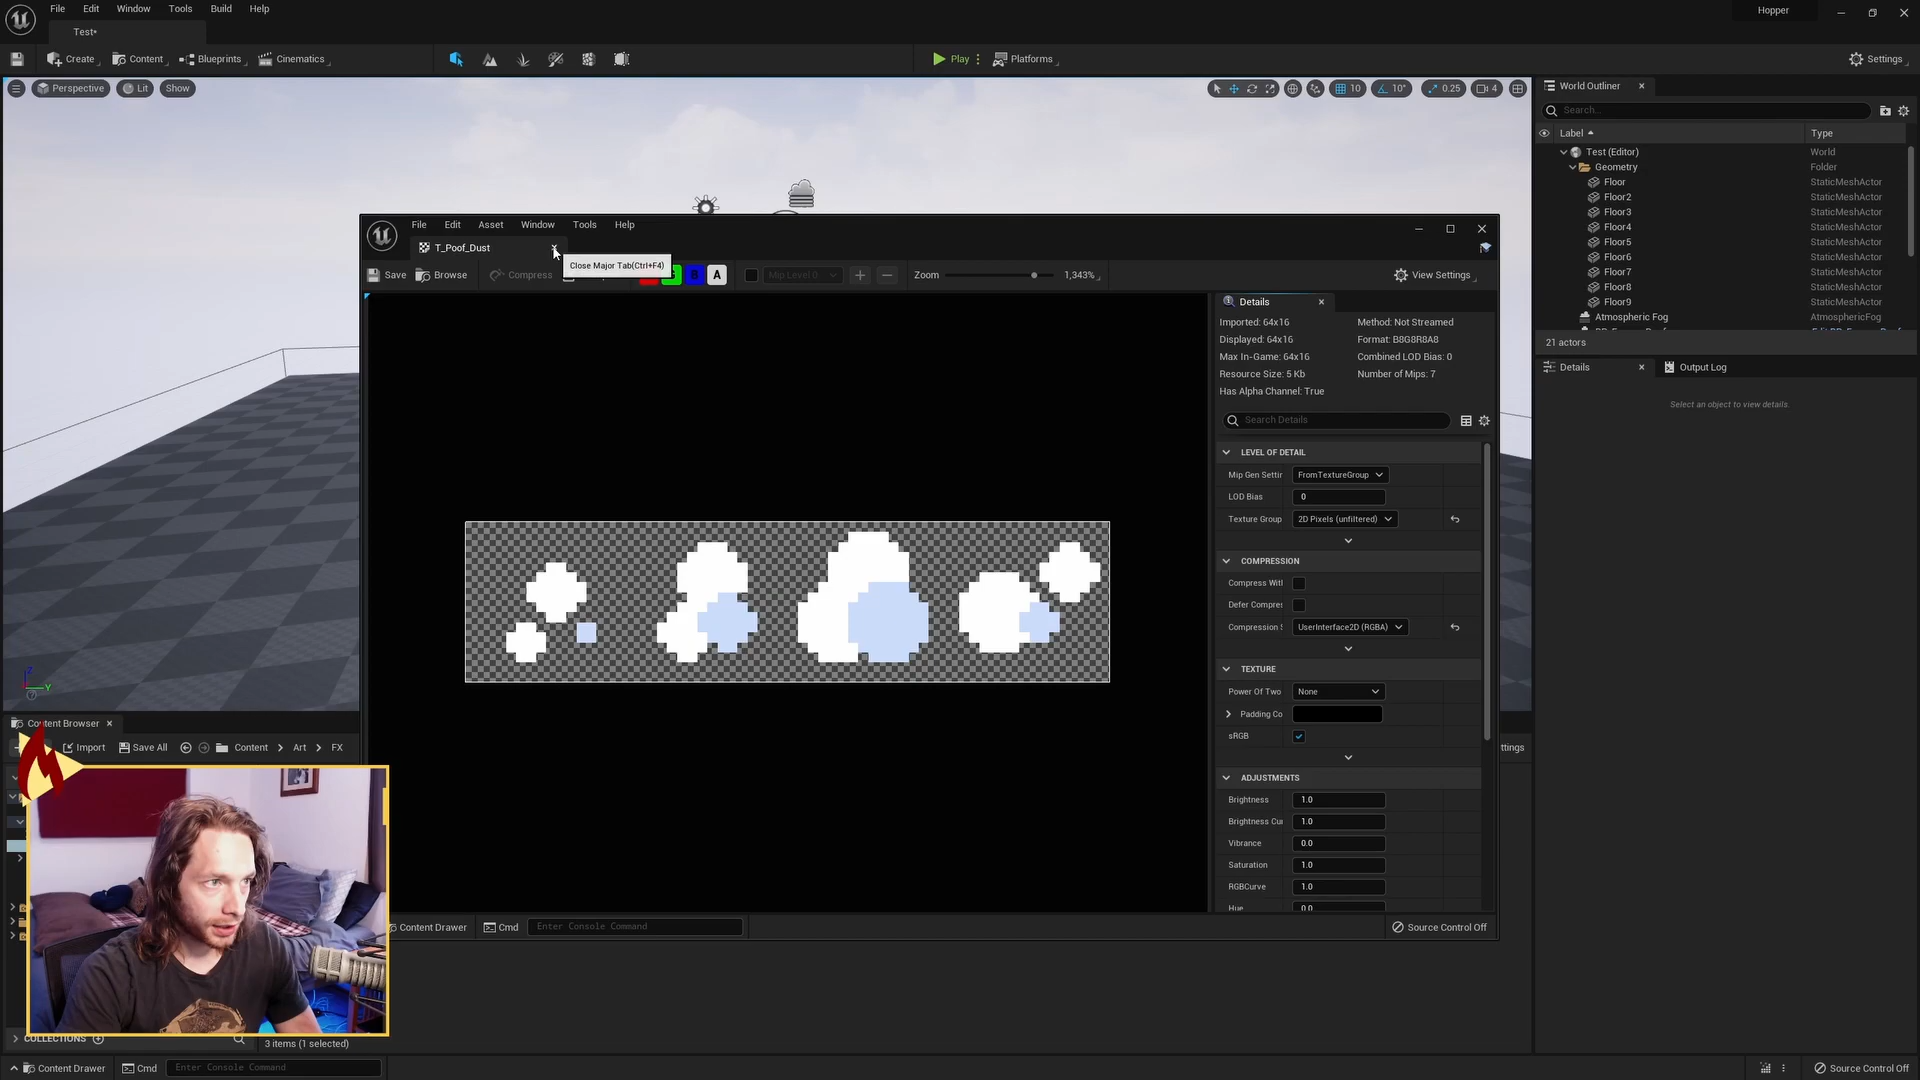 File Edit Window Tools Build Help
Hopper
Test*
Create Content Blueprints Cinematics
Play Platforms
Settings
Perspective Lit Show
10 10° 0.25 4
World Outliner
Search...
Label Type
Test (Editor) World
Geometry Folder
Floor StaticMeshActor
Floor2 StaticMeshActor
Floor3 StaticMeshActor
Floor4 StaticMeshActor
Floor5 StaticMeshActor
Floor6 StaticMeshActor
Floor7 StaticMeshActor
Floor8 StaticMeshActor
Floor9 StaticMeshActor
Atmospheric Fog AtmosphericFog
21 actors
Details Output Log
Select an object to view details.
File Edit Asset Window Tools Help
T_Poof_Dust
Close Major Tab(Ctrl+F4)
Save Browse Compress B A Mip Level 0 Zoom 1,343% View Settings
Details
Imported: 64x16 Method: Not Streamed
Displayed: 64x16 Format: B8G8R8A8
Max In-Game: 64x16 Combined LOD Bias: 0
Resource Size: 5 Kb Number of Mips: 7
Has Alpha Channel: True
Search Details
LEVEL OF DETAIL
Mip Gen Settir FromTextureGroup
LOD Bias 0
Texture Group 2D Pixels (unfiltered)
COMPRESSION
Compress Witl
Defer Compres
Compression S UserInterface2D (RGBA)
TEXTURE
Power Of Two None
Padding Co
sRGB
ADJUSTMENTS
Brightness 1.0
Brightness Cu 1.0
Vibrance 0.0
Saturation 1.0
RGBCurve 1.0
Hue 0.0
Content Drawer Cmd Enter Console Command Source Control Off
Content Browser
Import Save All Content Art FX ttings
COLLECTIONS
3 items (1 selected)
Content Drawer Cmd Enter Console Command Source Control Off